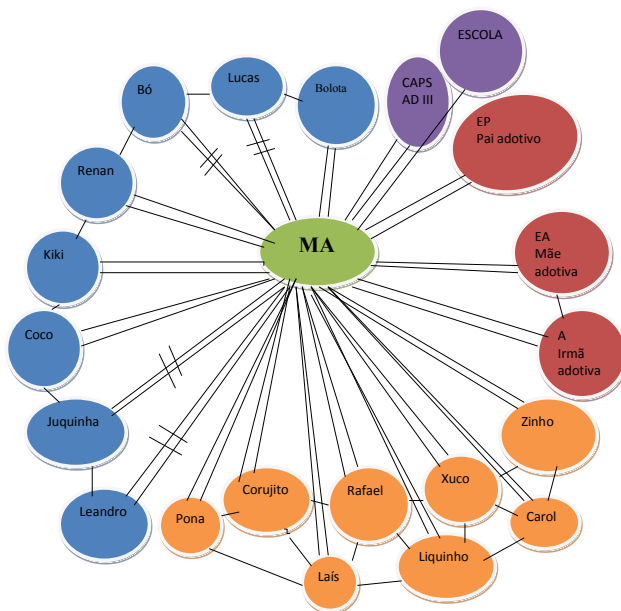 ESCOLA
Lucas
Bó
Bolota
CAPS
AD III
EP
Pai adotivo
Renan
MA
EA
Mãe
adotiva
Kiki
Coco
A
Irmã
adotiva
Juquinha
Zinho
Xuco
Corujito
Rafael
Leandro
Pona
Carol
Liquinho
Laís